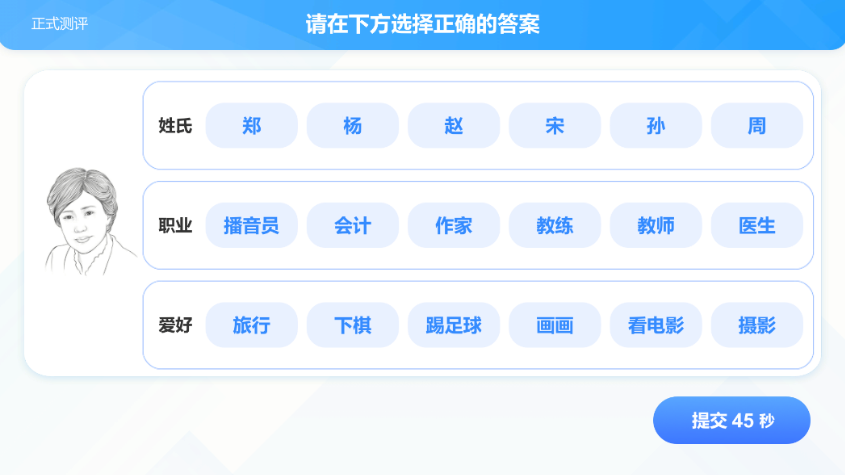 正式测评
请在下方选择正确的答案
姓氏 郑 杨 赵 宋 孙 周
职业 播音员 会计 作家 教练 教师 医生
爱好 旅行 下棋 踢足球 画画 看电影 摄影
提交 45 秒